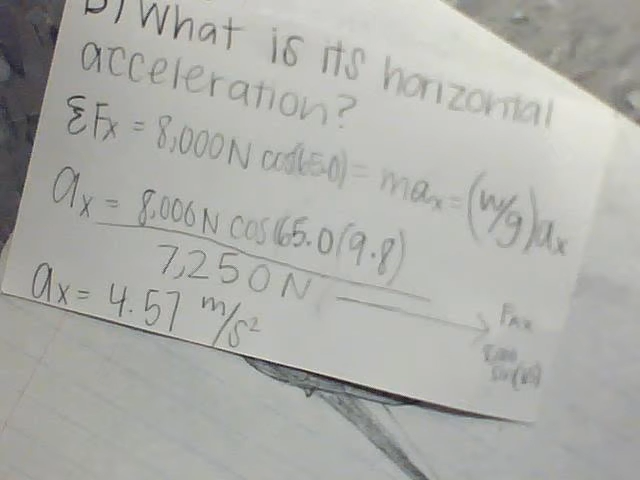 b) What is its horizontal
acceleration?
ΣFx = 8,000N cos(65.0) = max = (w/g)ax
ax = 8,000N cos(65.0)(9.8)
7,250N
ax = 4.57 m/s²
FAx